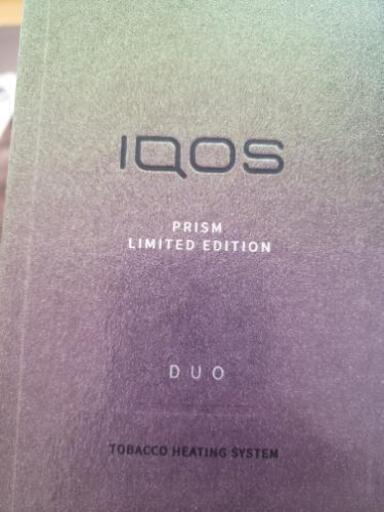 IQOS
PRISM
LIMITED EDITION
DUO
TOBACCO HEATING SYSTEM